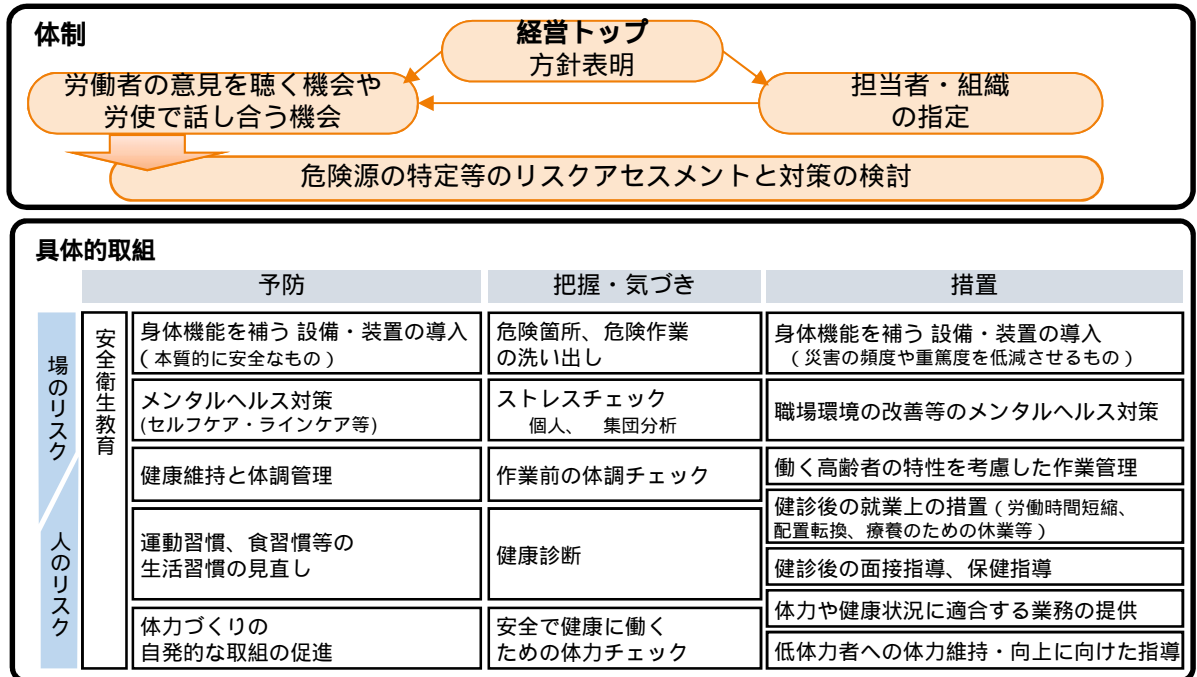 体制
経営トップ
方針表明
労働者の意見を聴く機会や
労使で話し合う機会
担当者・組織
の指定
危険源の特定等のリスクアセスメントと対策の検討
具体的取組
予防
把握・気づき
措置
場のリスク
人のリスク
安全衛生教育
身体機能を補う 設備・装置の導入
(本質的に安全なもの)
危険箇所、危険作業
の洗い出し
身体機能を補う 設備・装置の導入
(災害の頻度や重篤度を低減させるもの)
メンタルヘルス対策
(セルフケア・ラインケア等)
ストレスチェック
個人、 集団分析
職場環境の改善等のメンタルヘルス対策
健康維持と体調管理
作業前の体調チェック
働く高齢者の特性を考慮した作業管理
運動習慣、食習慣等の
生活習慣の見直し
健康診断
健診後の就業上の措置(労働時間短縮、
配置転換、療養のための休業等)
健診後の面接指導、保健指導
体力づくりの
自発的な取組の促進
安全で健康に働く
ための体力チェック
体力や健康状況に適合する業務の提供
低体力者への体力維持・向上に向けた指導